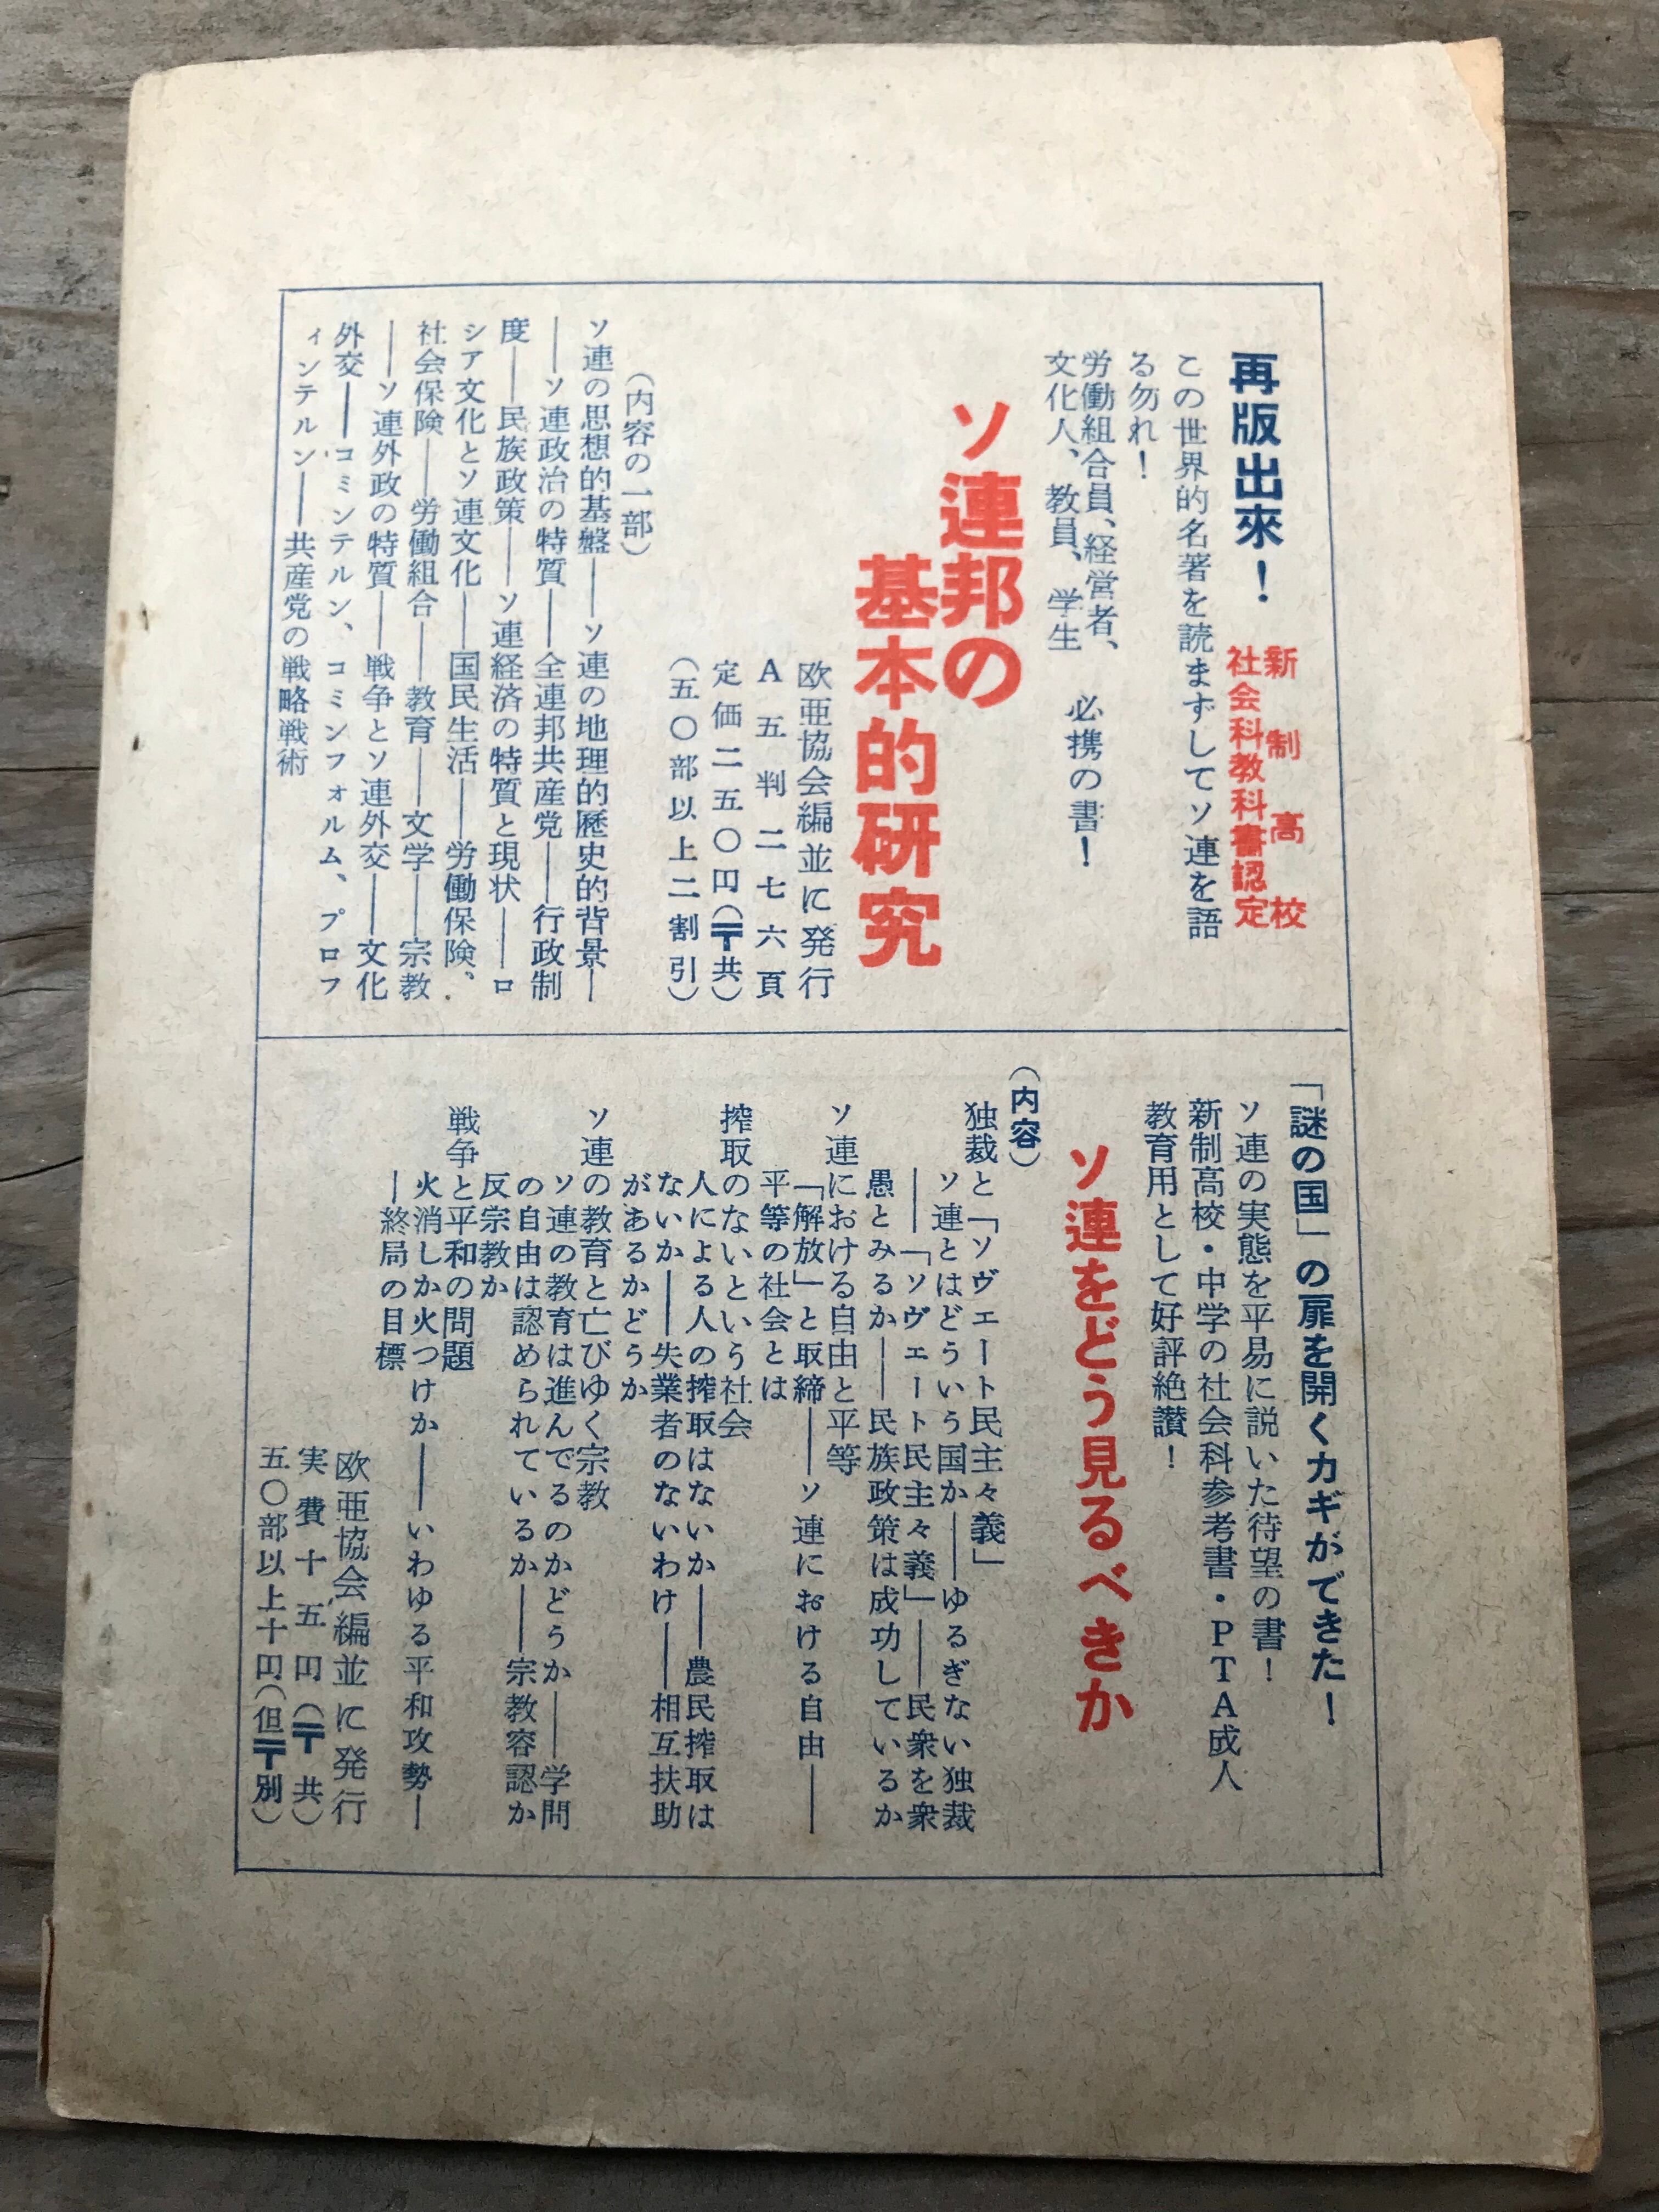 再版出來！
新制高校
社会科教科書認定
この世界的名著を読まずしてソ連を語
る勿れ！
労働組合員、経営者、
文化人、教員、学生
必携の書！
ソ連邦の
基本的研究
欧亜協会編並に発行
A五判二七六頁
定価二五〇円（〒共）
（五〇部以上二割引）
（内容の一部）
ソ連の思想的基盤――ソ連の地理的歴史的背景―
―ソ連政治の特質――全連邦共産党――行政制
度――民族政策――ソ連経済の特質と現状――ロ
シア文化とソ連文化――国民生活――労働保険、
社会保険――労働組合――教育――文学――宗教
――ソ連外政の特質――戦争とソ連外交――文化
外交――コミンテルン、コミンフォルム、プロフ
ィンテルン――共産党の戦略戦術
「謎の国」の扉を開くカギができた！
ソ連の実態を平易に説いた待望の書！
新制高校・中学の社会科参考書・PTA成人
教育用として好評絶讃！
ソ連をどう見るべきか
（内容）
独裁と「ソヴエート民主々義」
ソ連とはどういう国か――ゆるぎない独裁
――「ソヴェート民主々義」――民衆を衆
愚とみるか――民族政策は成功しているか
ソ連における自由と平等
「解放」と取締――ソ連における自由――
平等の社会とは
搾取のないという社会
人による人の搾取はないか――農民搾取は
ないか――失業者のないわけ――相互扶助
があるかどうか
ソ連の教育と亡びゆく宗教
ソ連の教育は進んでるのかどうか――学問
の自由は認められているか――宗教容認か
反宗教か
戦争と平和の問題
火消しか火つけか――いわゆる平和攻勢―
―終局の目標
欧亜協会編並に発行
実費十五円（〒共）
五〇部以上十円（但〒別）